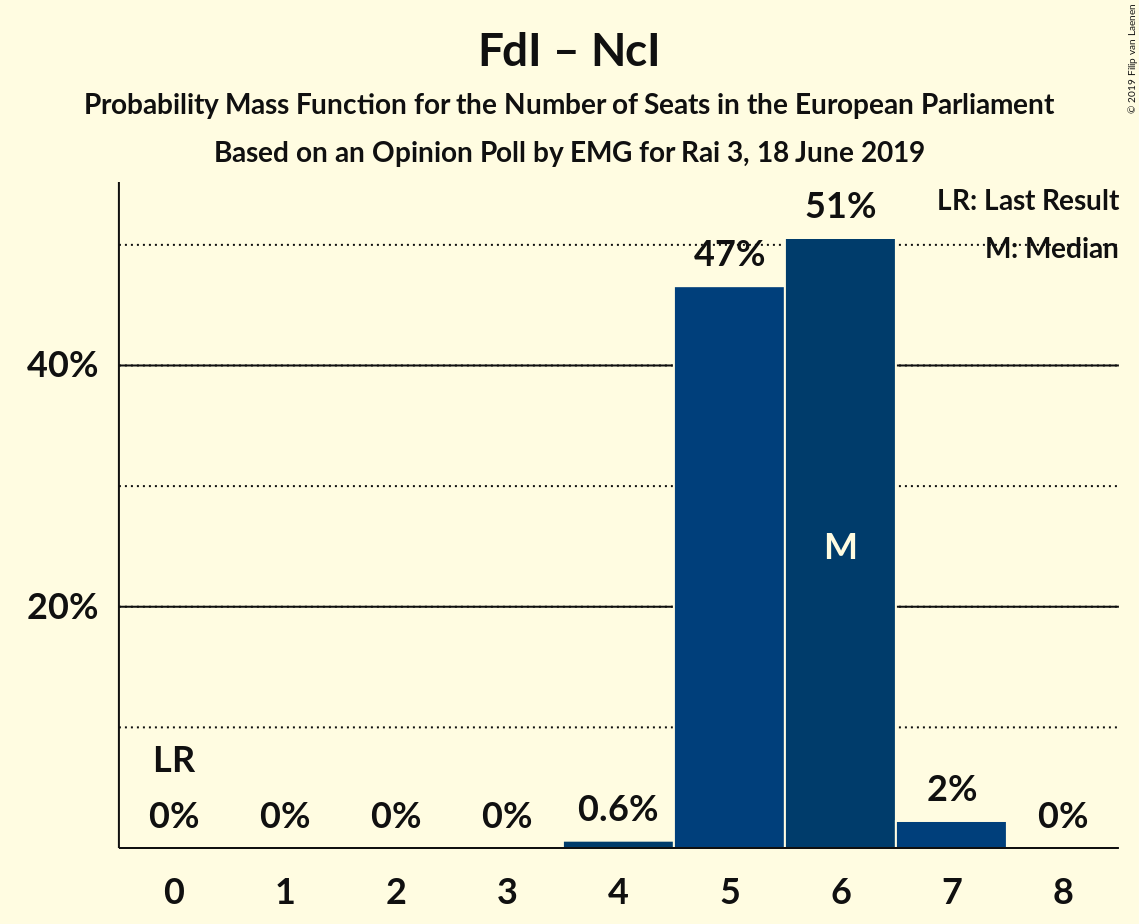 FdI – NcI
Probability Mass Function for the Number of Seats in the European Parliament
Based on an Opinion Poll by EMG for Rai 3, 18 June 2019
© 2019 Filip van Laenen
LR: Last Result
M: Median
40%
20%
LR
0%
0%
0%
0%
0.6%
47%
51%
M
2%
0%
0
1
2
3
4
5
6
7
8